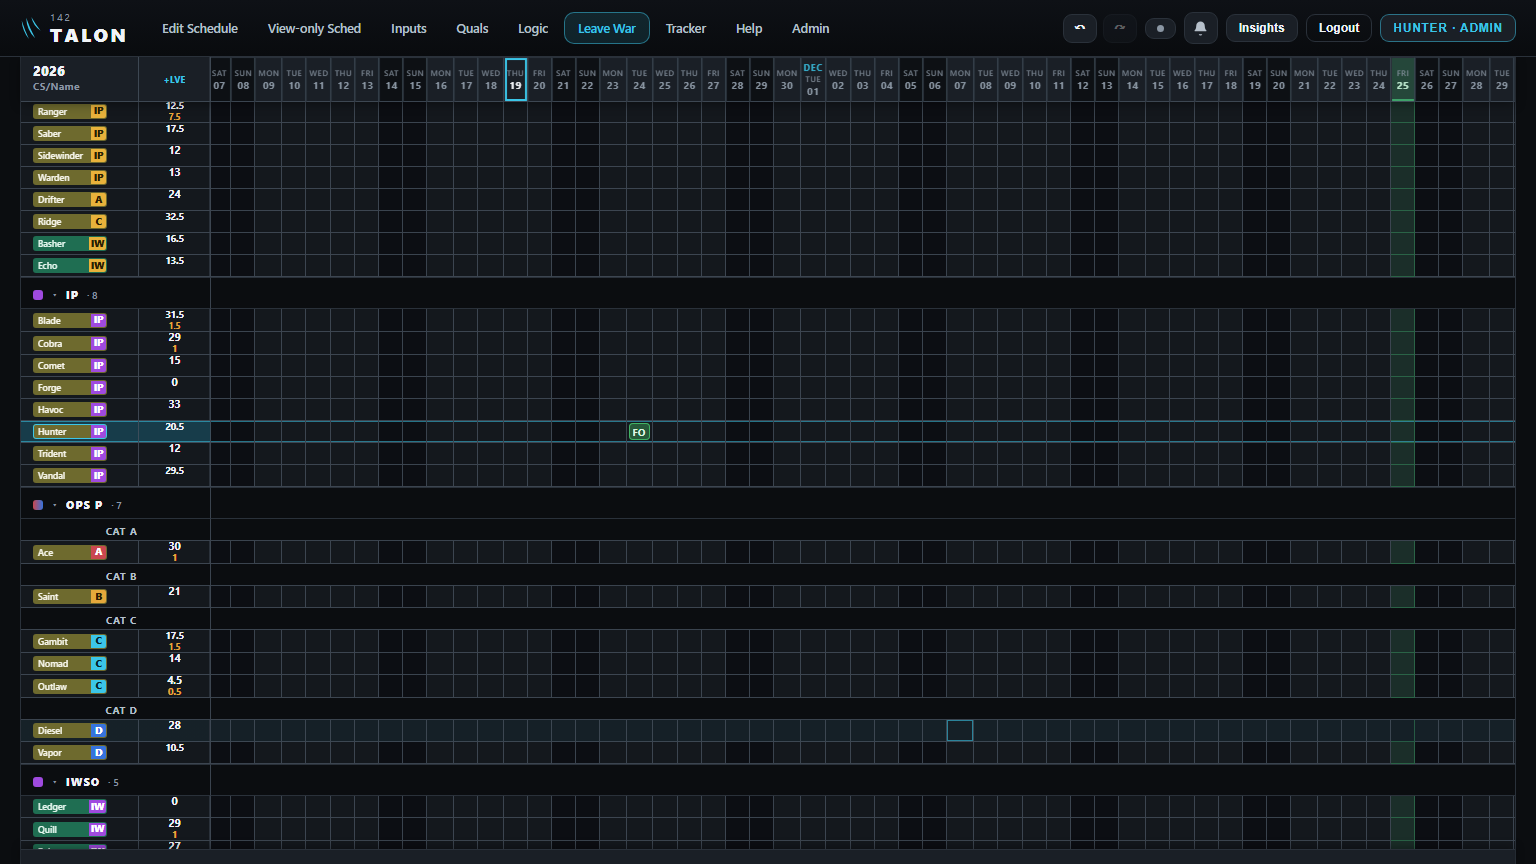 142
TALON
Edit Schedule
View-only Sched
Inputs
Quals
Logic
Leave War
Tracker
Help
Admin
Insights
Logout
HUNTER · ADMIN
2026
CS/Name
+LVE
SAT 07
SUN 08
MON 09
TUE 10
WED 11
THU 12
FRI 13
SAT 14
SUN 15
MON 16
TUE 17
WED 18
THU 19
FRI 20
SAT 21
SUN 22
MON 23
TUE 24
WED 25
THU 26
FRI 27
SAT 28
SUN 29
MON 30
DEC TUE 01
WED 02
THU 03
FRI 04
SAT 05
SUN 06
MON 07
TUE 08
WED 09
THU 10
FRI 11
SAT 12
SUN 13
MON 14
TUE 15
WED 16
THU 17
FRI 18
SAT 19
SUN 20
MON 21
TUE 22
WED 23
THU 24
FRI 25
SAT 26
SUN 27
MON 28
TUE 29
Ranger IP 12.5
7.5
Saber IP 17.5
Sidewinder IP 12
Warden IP 13
Drifter A 24
Ridge C 32.5
Basher IW 16.5
Echo IW 13.5
· IP · 8
Blade IP 31.5
1.5
Cobra IP 29
1
Comet IP 15
Forge IP 0
Havoc IP 33
Hunter IP 20.5 FO
Trident IP 12
Vandal IP 29.5
· OPS P · 7
CAT A
Ace A 30
1
CAT B
Saint B 21
CAT C
Gambit C 17.5
1.5
Nomad C 14
Outlaw C 4.5
0.5
CAT D
Diesel D 28
Vapor D 10.5
· IWSO · 5
Ledger IW 0
Quill IW 29
1
27